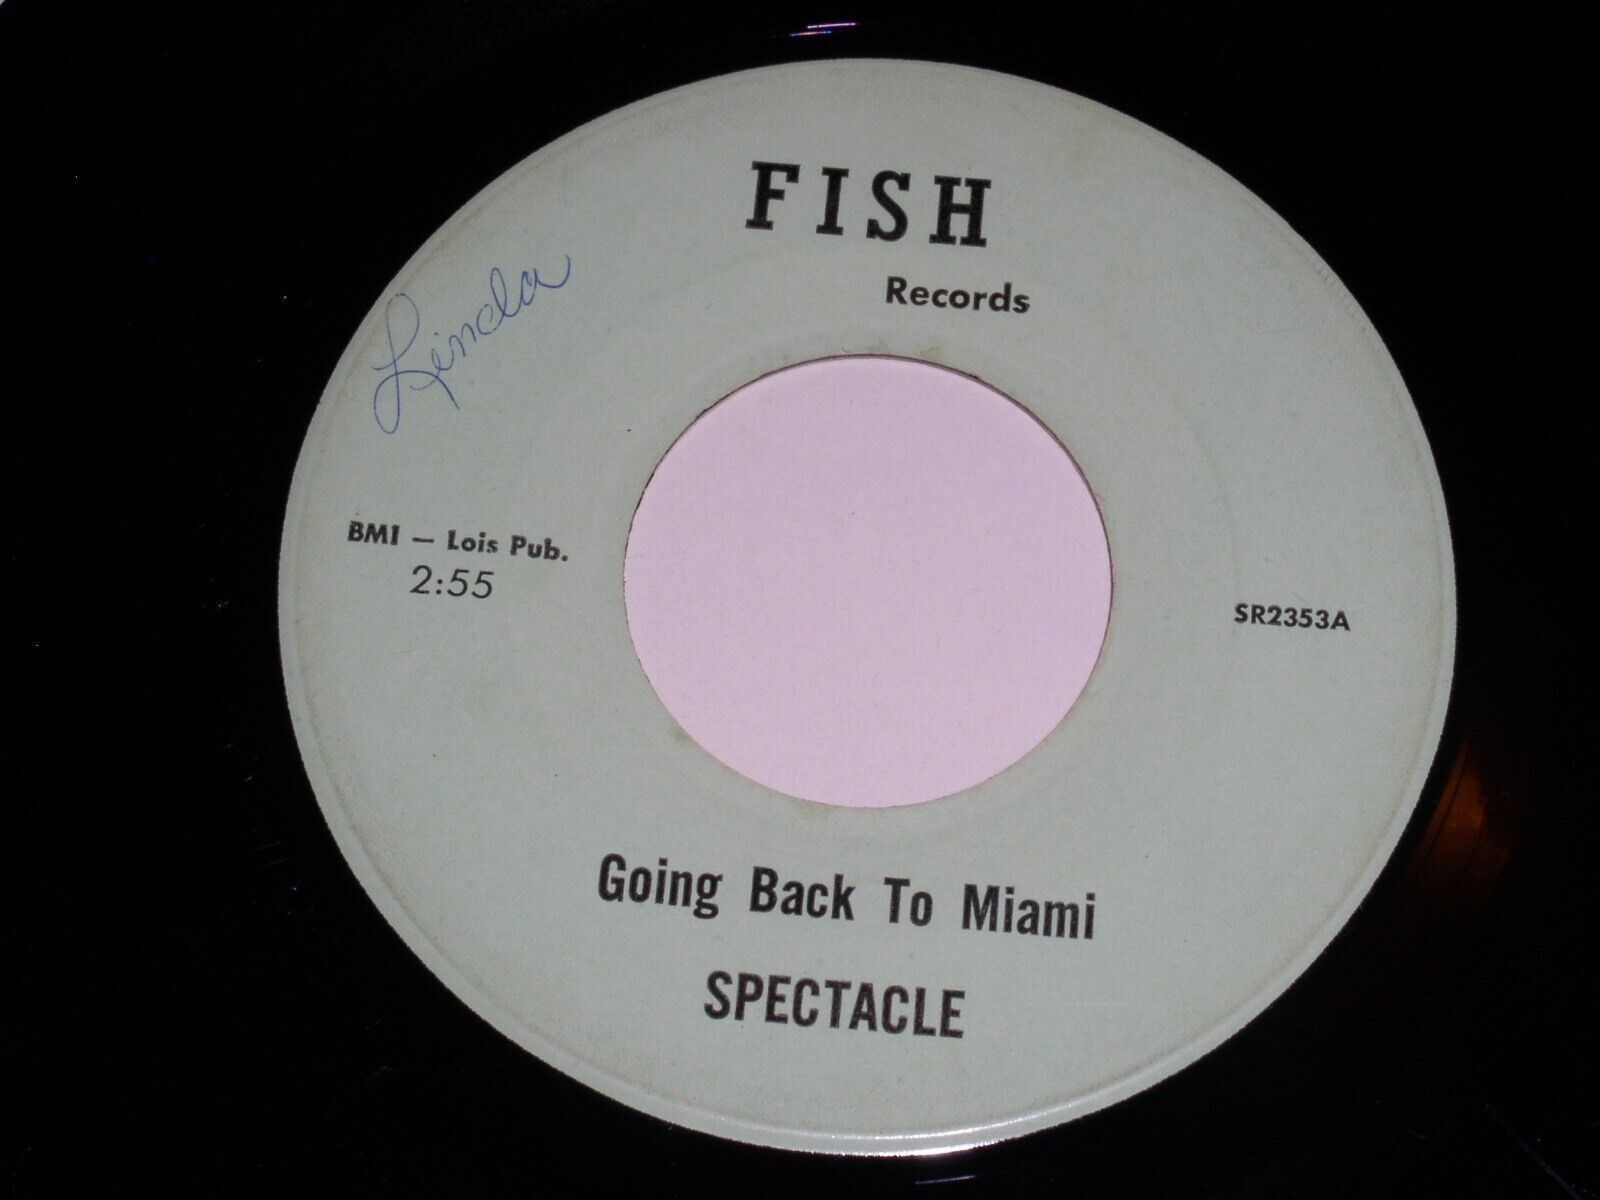 FISH
Records
Linda
BMI — Lois Pub.
2:55
SR2353A
Going Back To Miami
SPECTACLE